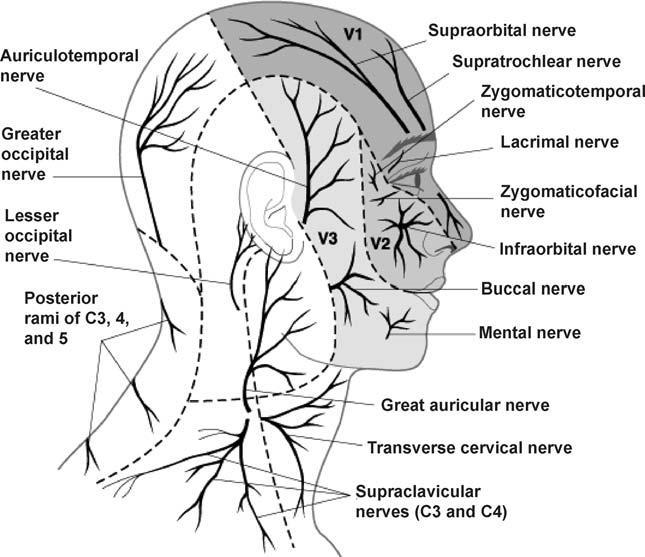 V1
Supraorbital nerve
Auriculotemporal
nerve
Supratrochlear nerve
Zygomaticotemporal
nerve
Greater
occipital
nerve
Lacrimal nerve
Zygomaticofacial
nerve
Lesser
occipital
nerve
V3
V2
Infraorbital nerve
Buccal nerve
Posterior
rami of C3, 4,
and 5
Mental nerve
Great auricular nerve
Transverse cervical nerve
Supraclavicular
nerves (C3 and C4)